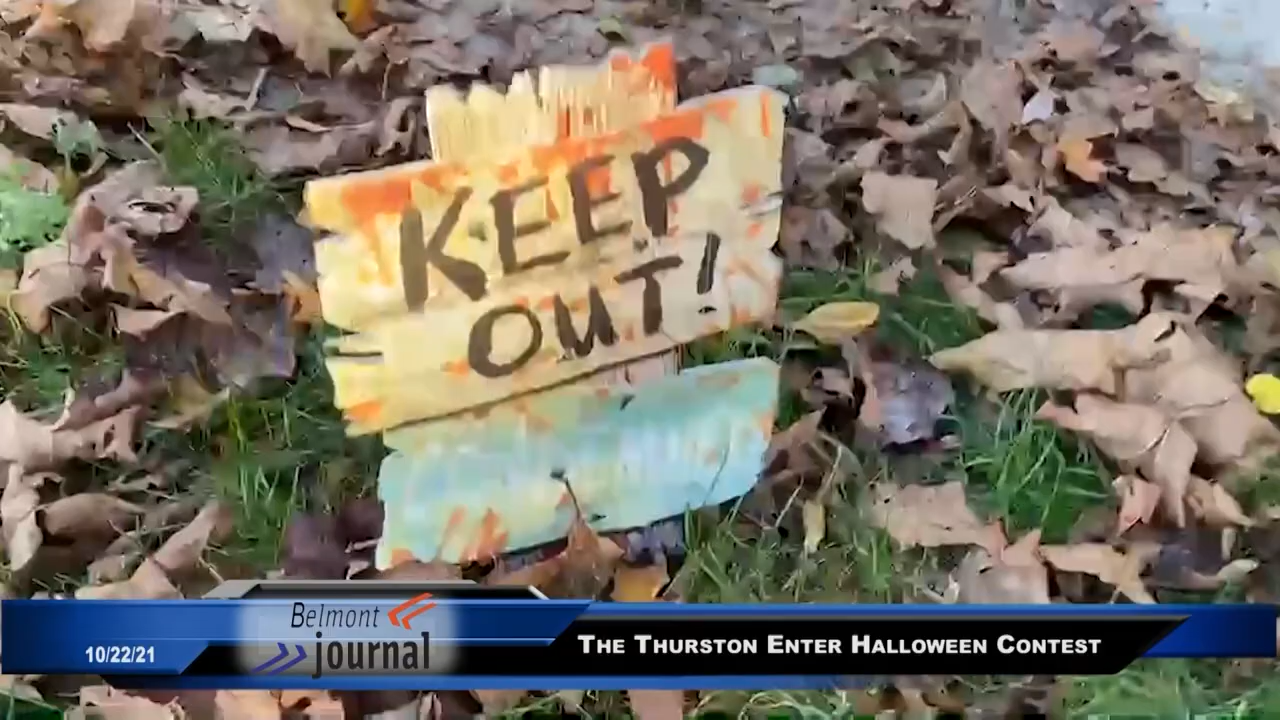 KEEP
OUT!
Belmont
journal
10/22/21
THE THURSTON ENTER HALLOWEEN CONTEST